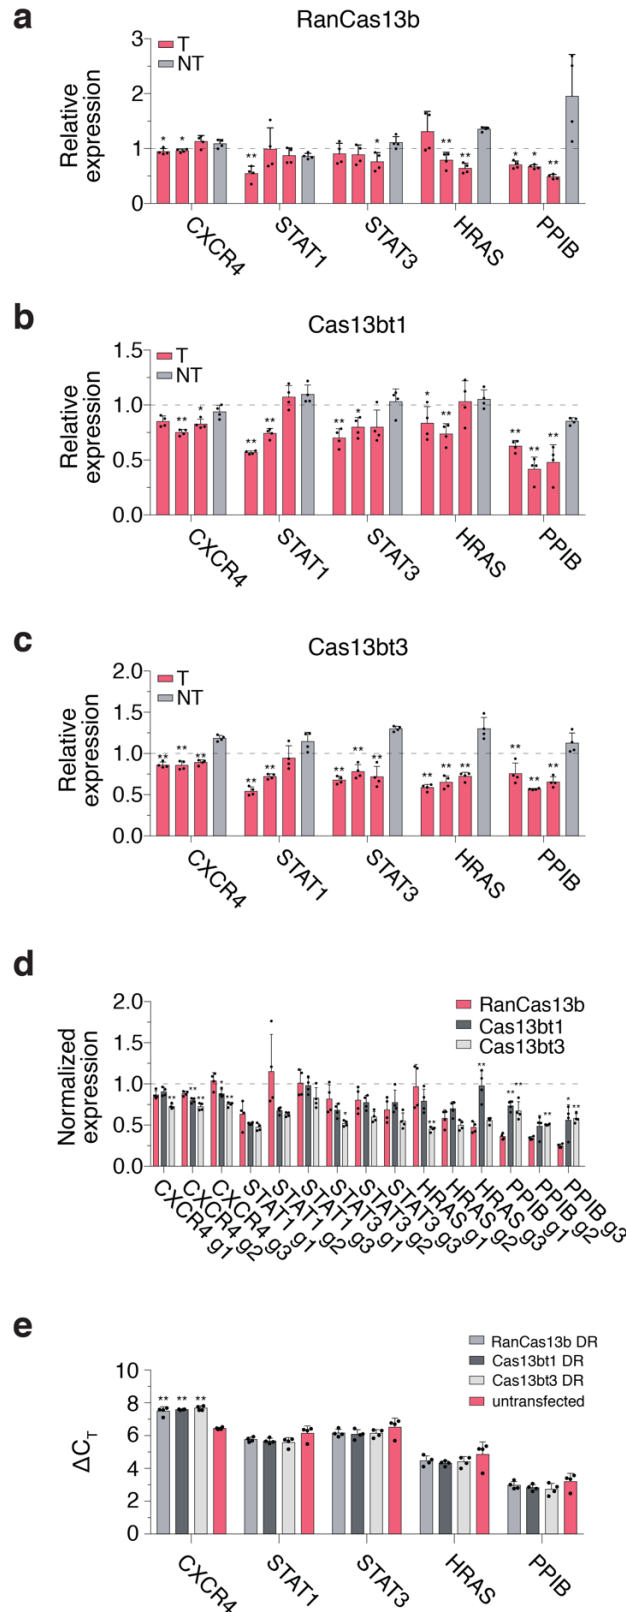 a
RanCas13b
3
2
1
0
Relative
expression
T
NT
* * ** * ** ** * * **
CXCR4 STAT1 STAT3 HRAS PPIB
b
Cas13bt1
1.5
1.0
0.5
0.0
Relative
expression
T
NT
** * ** ** ** * * ** ** ** **
CXCR4 STAT1 STAT3 HRAS PPIB
c
Cas13bt3
2.0
1.5
1.0
0.5
0.0
Relative
expression
T
NT
** ** ** ** ** ** ** ** ** ** ** ** ** **
CXCR4 STAT1 STAT3 HRAS PPIB
d
2.0
1.5
1.0
0.5
0.0
Normalized
expression
RanCas13b
Cas13bt1
Cas13bt3
CXCR4 g1
CXCR4 g2
CXCR4 g3
STAT1 g1
STAT1 g2
STAT1 g3
STAT3 g1
STAT3 g2
STAT3 g3
HRAS g1
HRAS g2
HRAS g3
PPIB g1
PPIB g2
PPIB g3
e
10
8
6
4
2
0
ΔCT
RanCas13b DR
Cas13bt1 DR
Cas13bt3 DR
untransfected
** ** **
CXCR4 STAT1 STAT3 HRAS PPIB